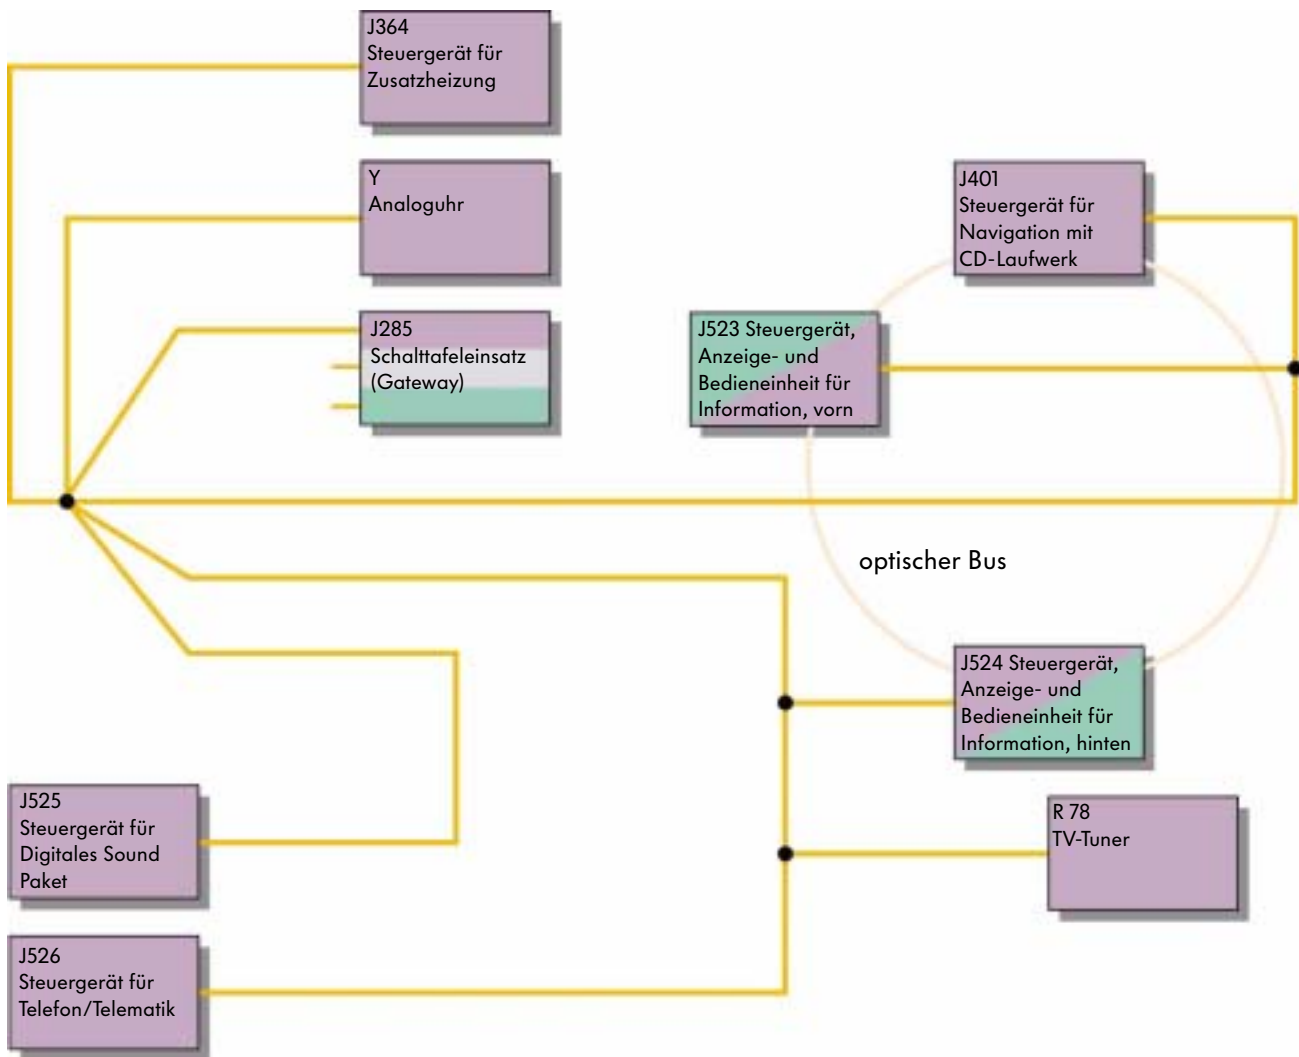 J364
Steuergerät für
Zusatzheizung
Y
Analoguhr
J285
Schalttafeleinsatz
(Gateway)
J401
Steuergerät für
Navigation mit
CD-Laufwerk
J523 Steuergerät,
Anzeige- und
Bedieneinheit für
Information, vorn
optischer Bus
J524 Steuergerät,
Anzeige- und
Bedieneinheit für
Information, hinten
R 78
TV-Tuner
J525
Steuergerät für
Digitales Sound
Paket
J526
Steuergerät für
Telefon/Telematik